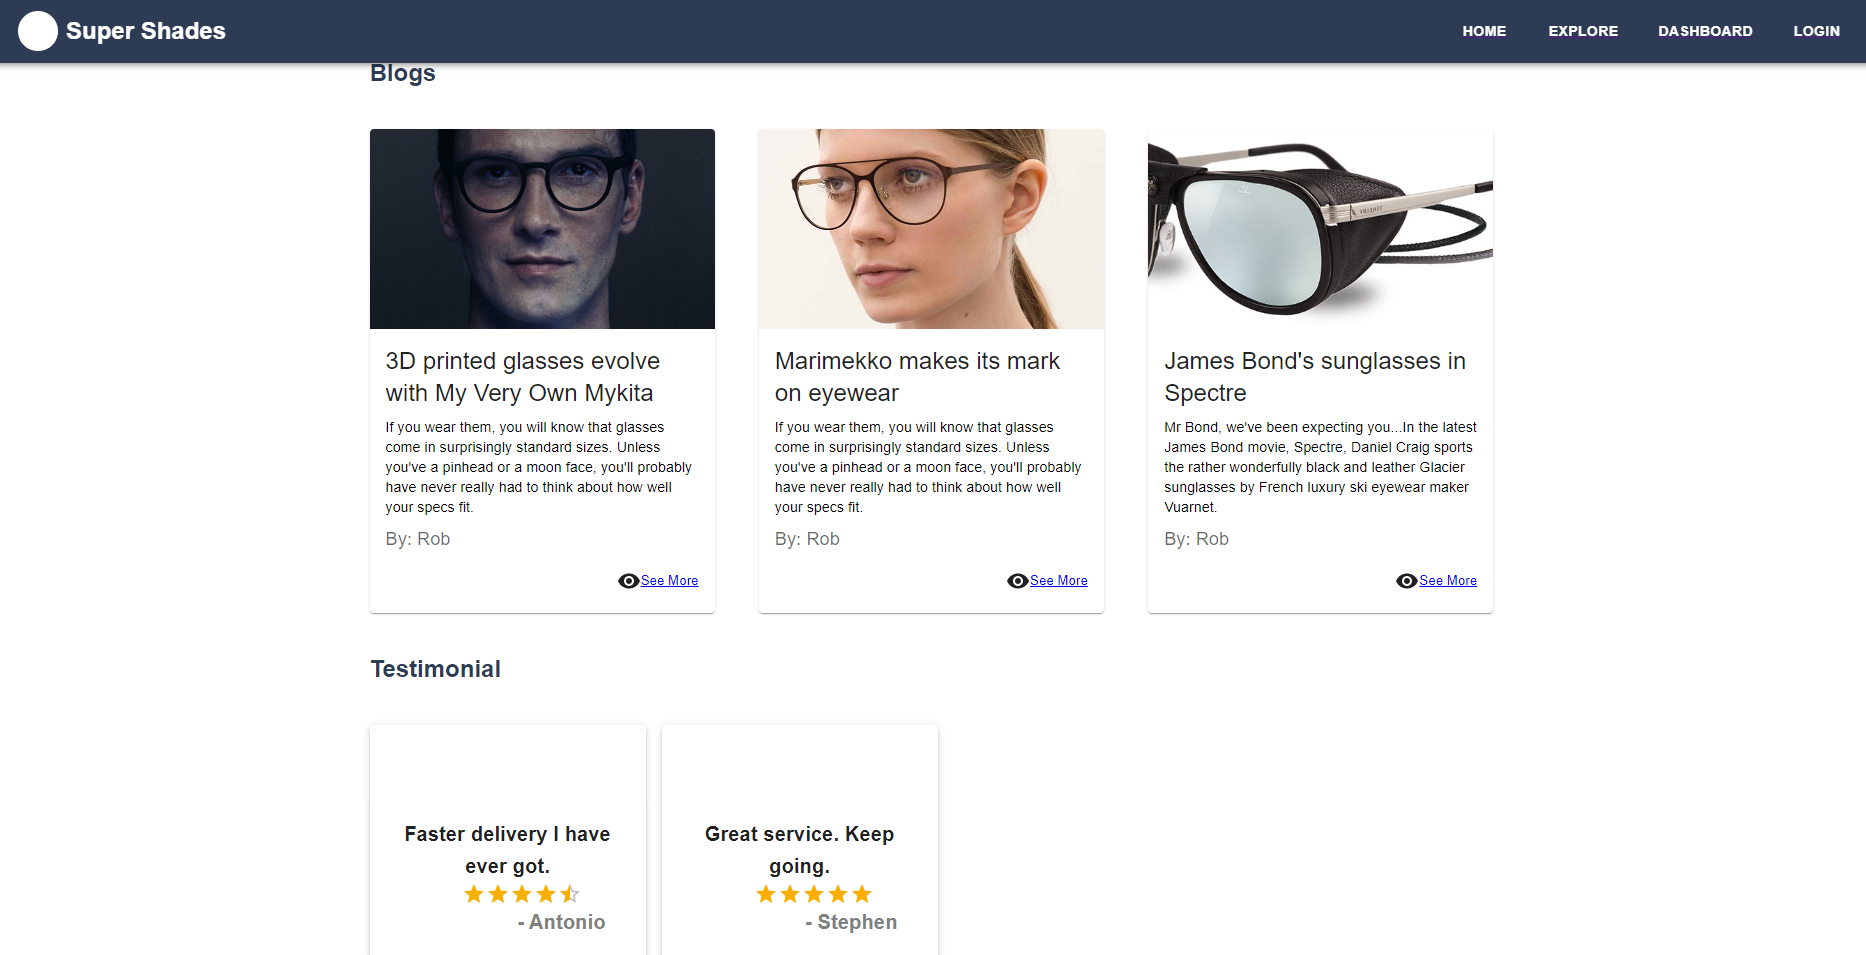 Super Shades
HOME EXPLORE DASHBOARD LOGIN
Blogs
3D printed glasses evolve
with My Very Own Mykita
If you wear them, you will know that glasses
come in surprisingly standard sizes. Unless
you've a pinhead or a moon face, you'll probably
have never really had to think about how well
your specs fit.
By: Rob
See More
Marimekko makes its mark
on eyewear
If you wear them, you will know that glasses
come in surprisingly standard sizes. Unless
you've a pinhead or a moon face, you'll probably
have never really had to think about how well
your specs fit.
By: Rob
See More
James Bond's sunglasses in
Spectre
Mr Bond, we've been expecting you...In the latest
James Bond movie, Spectre, Daniel Craig sports
the rather wonderfully black and leather Glacier
sunglasses by French luxury ski eyewear maker
Vuarnet.
By: Rob
See More
Testimonial
Faster delivery I have
ever got.
- Antonio
Great service. Keep
going.
- Stephen